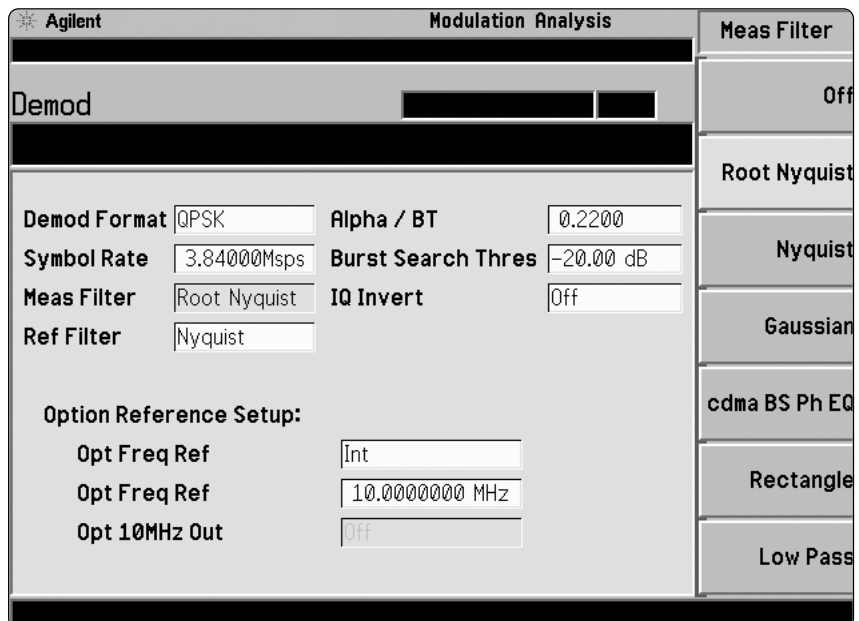 Agilent Modulation Analysis
Meas Filter
Demod
Off
Root Nyquist
Nyquist
Gaussian
cdma BS Ph EQ
Rectangle
Low Pass
Demod Format QPSK Alpha / BT 0.2200
Symbol Rate 3.84000Msps Burst Search Thres -20.00 dB
Meas Filter Root Nyquist IQ Invert Off
Ref Filter Nyquist
Option Reference Setup:
Opt Freq Ref Int
Opt Freq Ref 10.0000000 MHz
Opt 10MHz Out Off